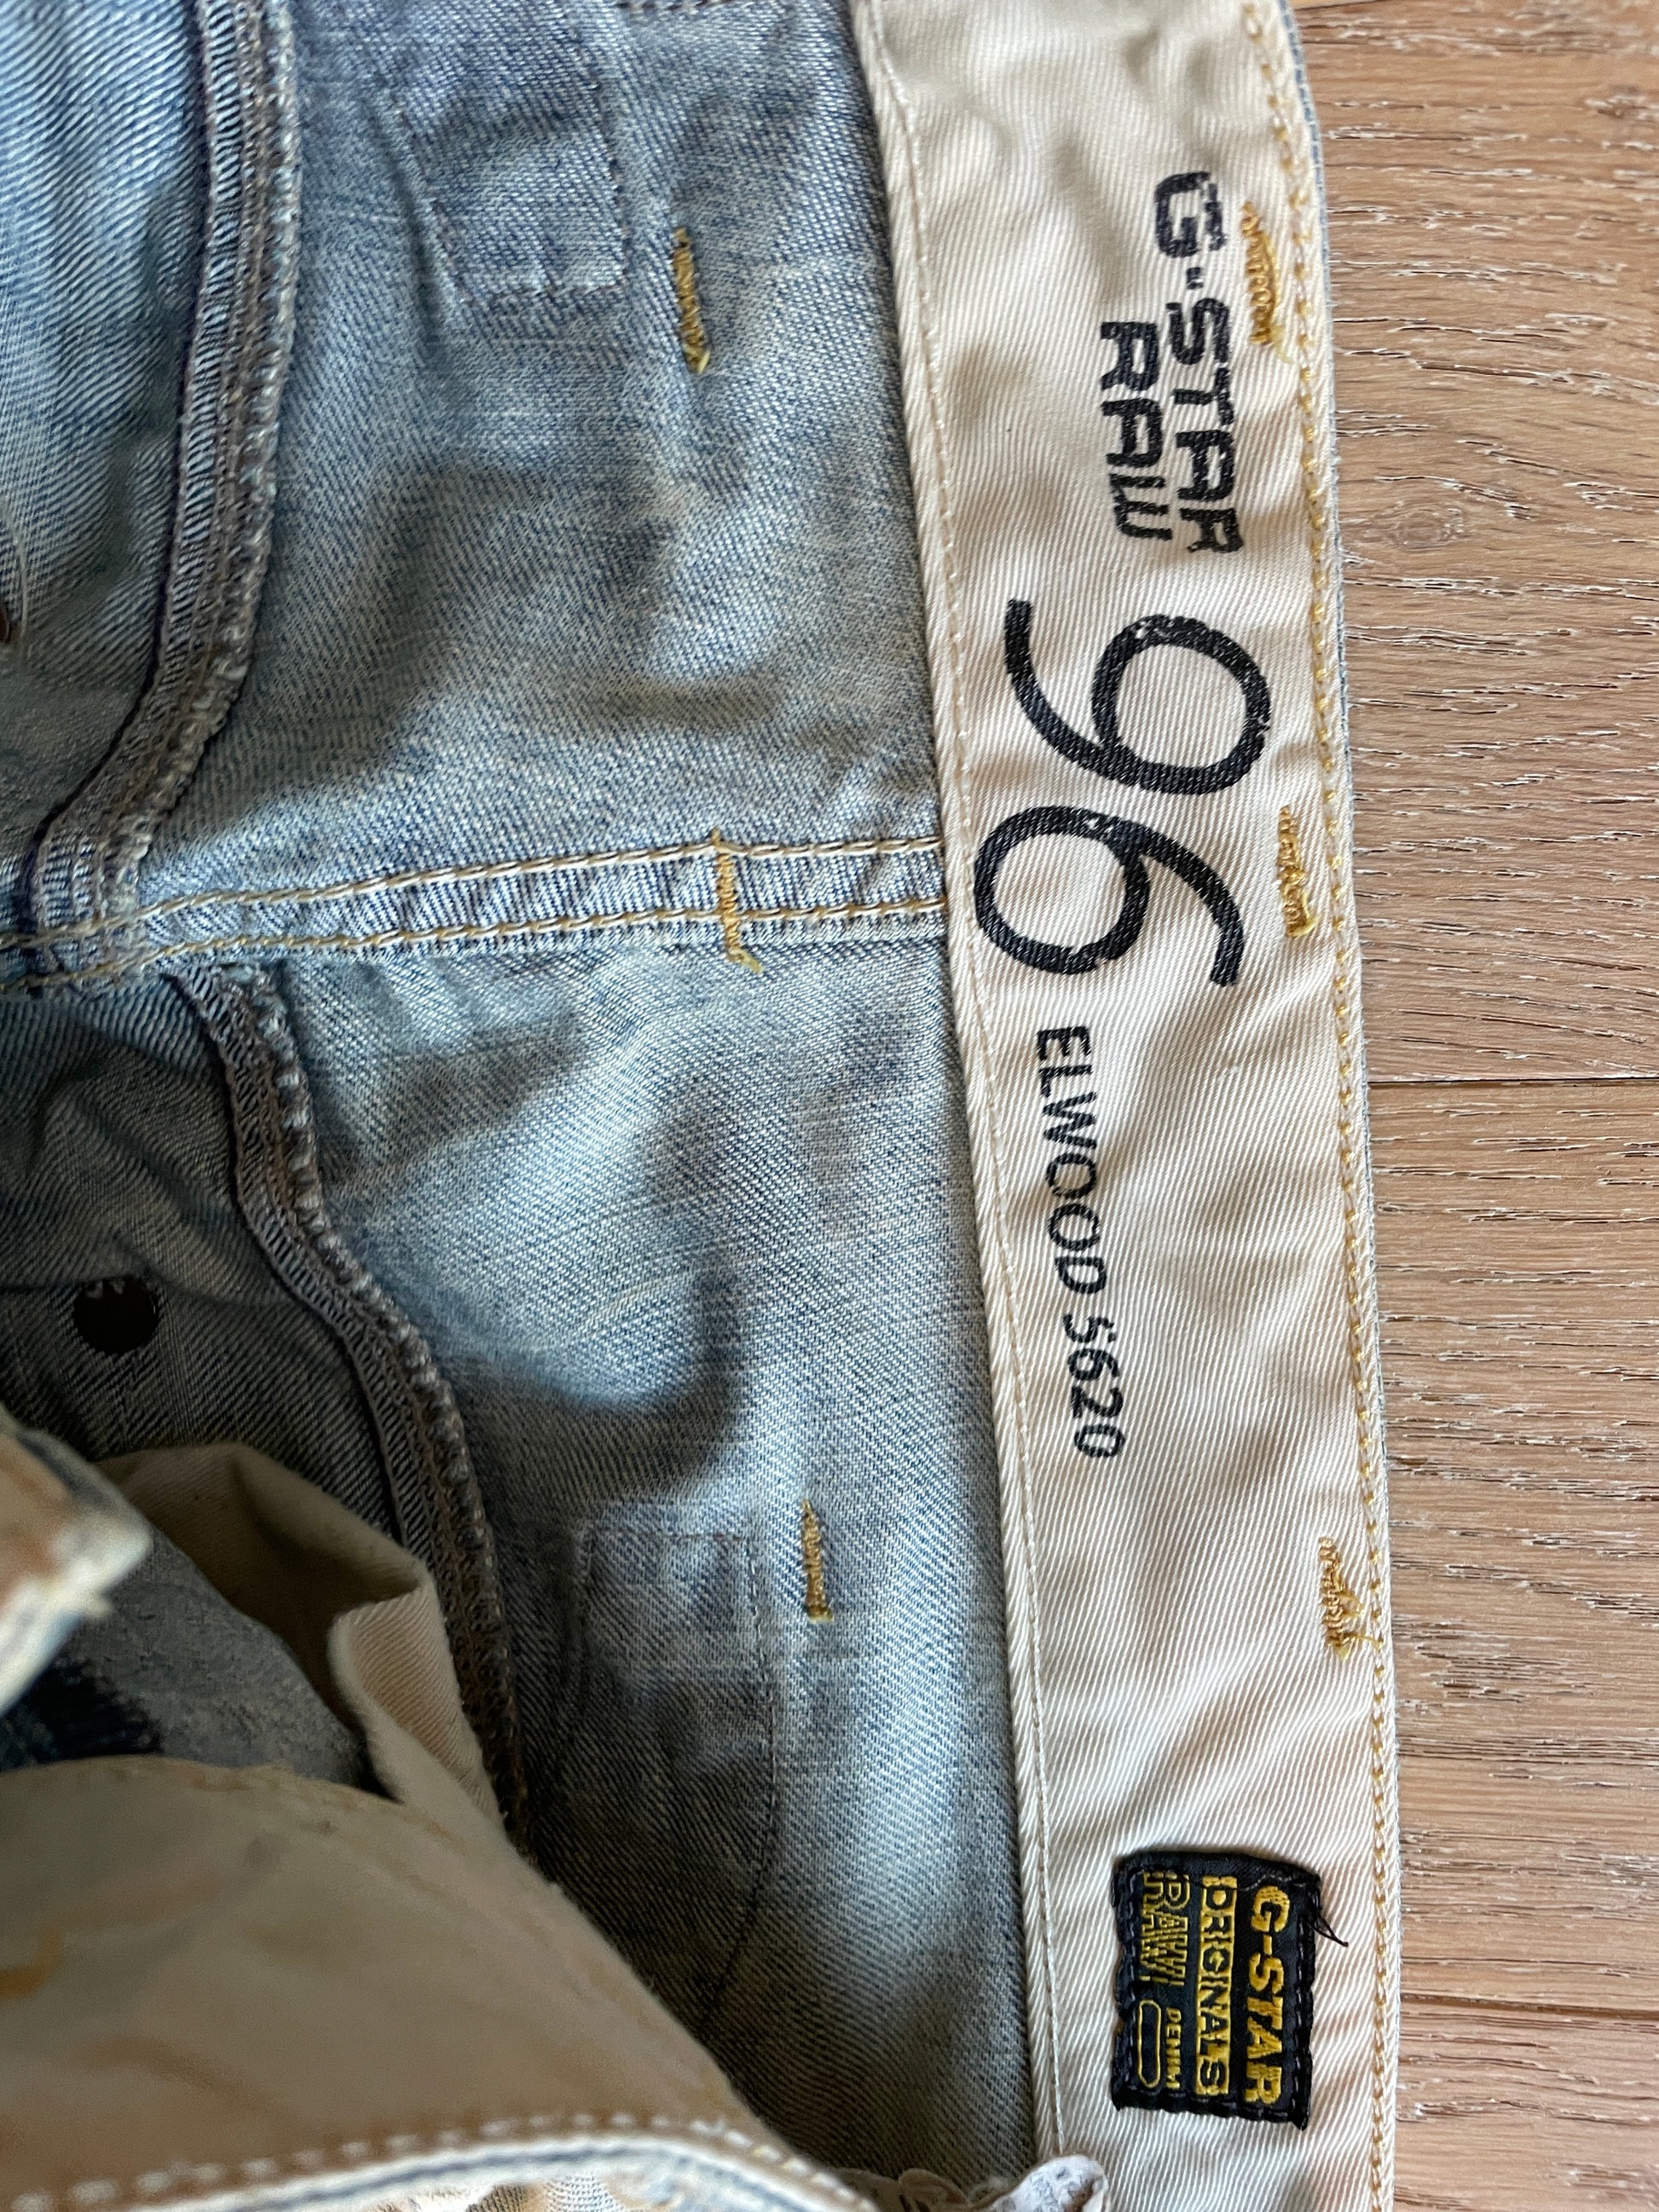 G-STAR
RAW
96
ELWOOD 5620
G-STAR
ORIGINALS
RAW DENIM